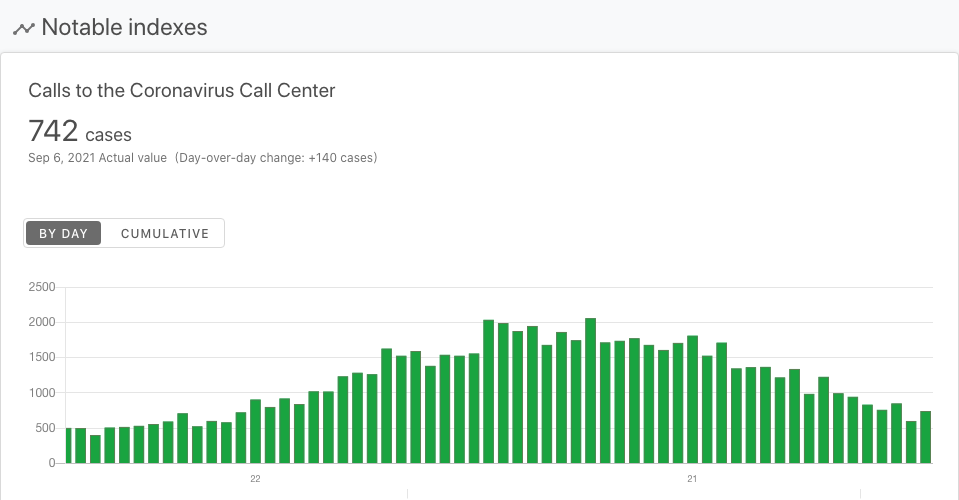 Notable indexes
Calls to the Coronavirus Call Center
742 cases
Sep 6, 2021 Actual value (Day-over-day change: +140 cases)
BY DAY CUMULATIVE
2500
2000
1500
1000
500
0
22 21